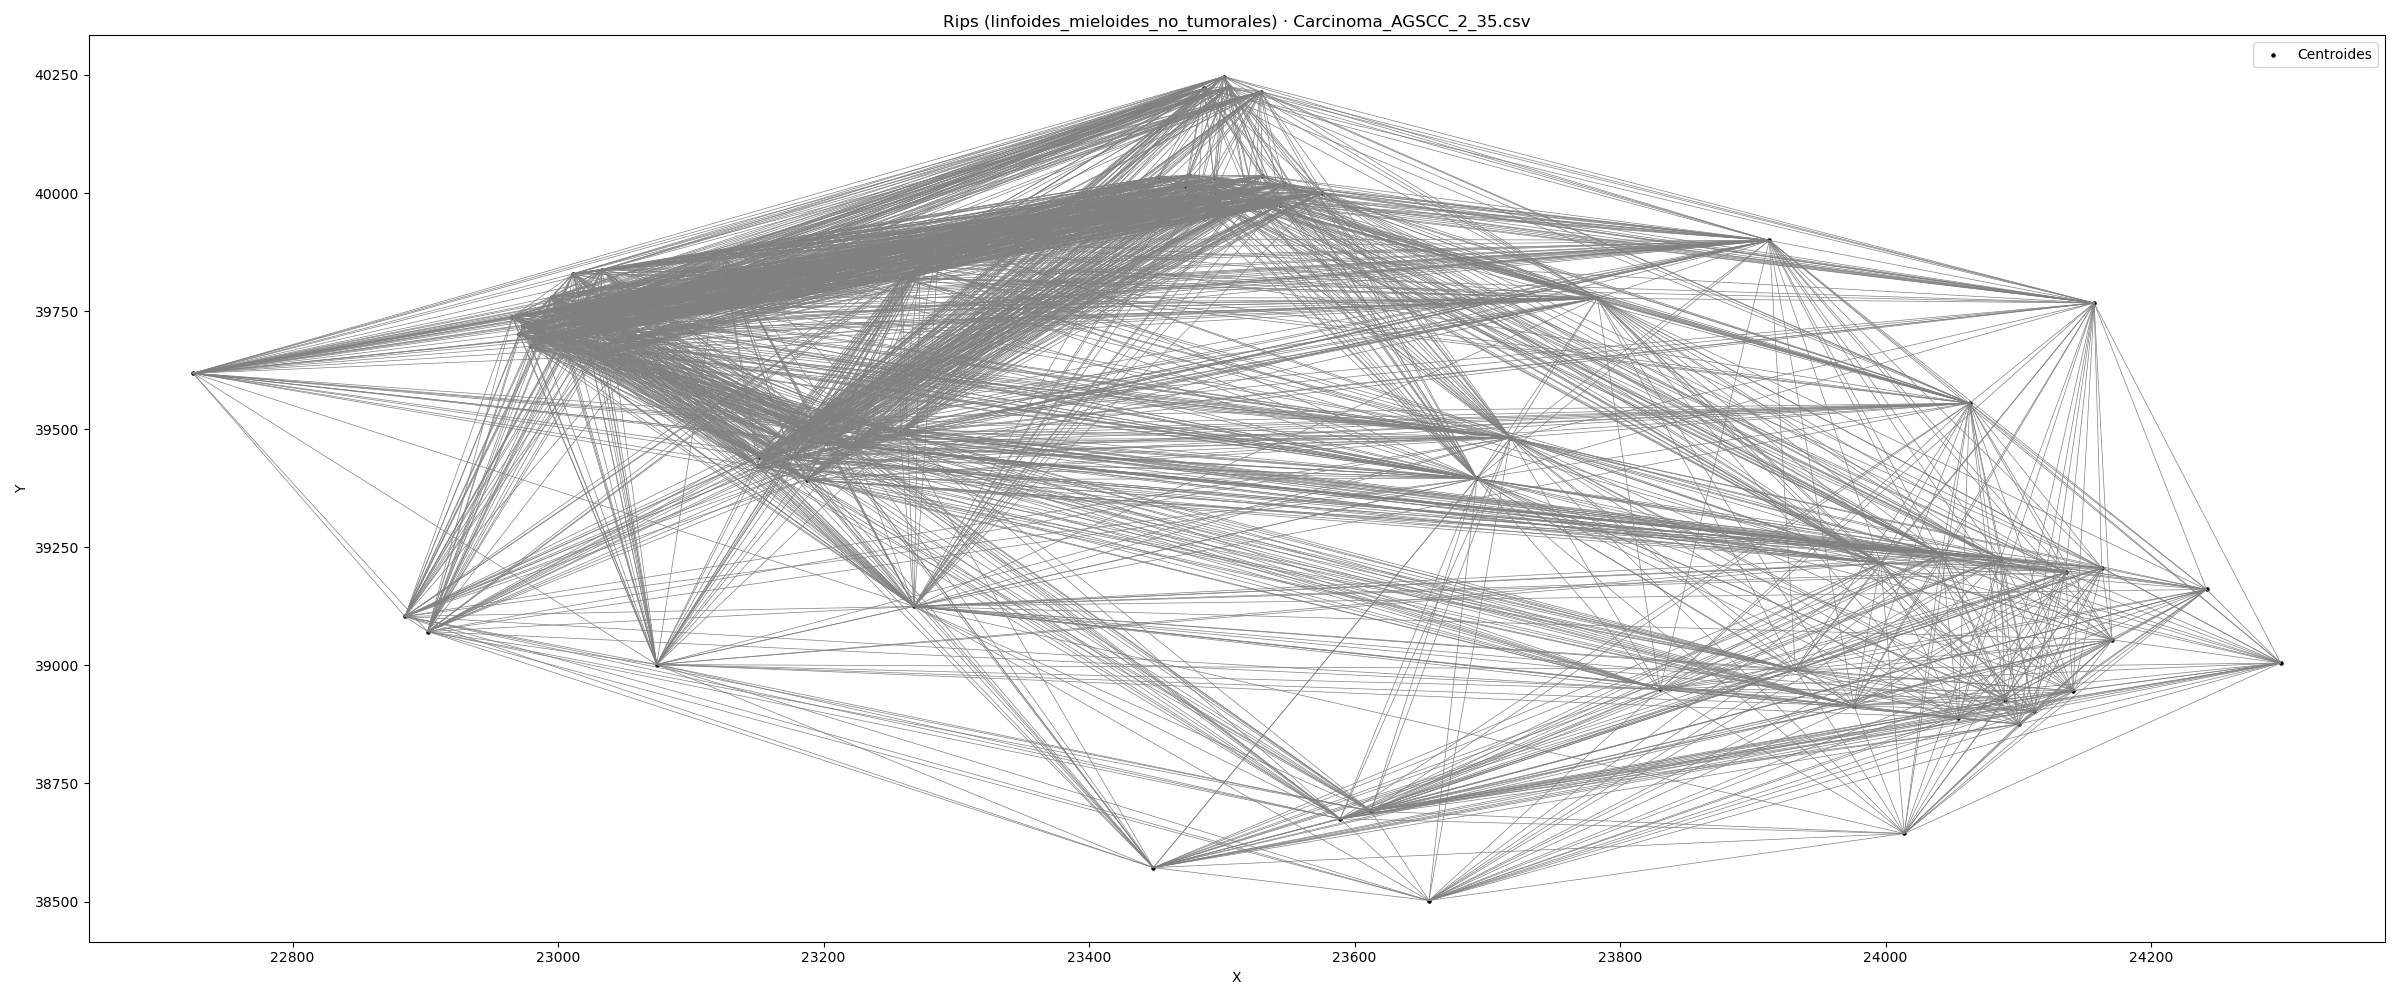 Rips (linfoides_mieloides_no_tumorales) · Carcinoma_AGSCC_2_35.csv
Centroides
40250
40000
39750
39500
39250
39000
38750
38500
Y
22800 23000 23200 23400 23600 23800 24000 24200
X